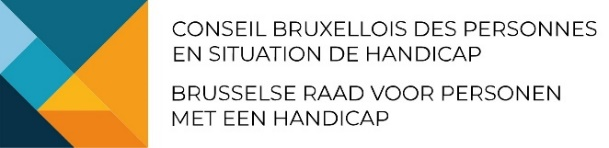 CONSEIL BRUXELLOIS DES PERSONNES
EN SITUATION DE HANDICAP
BRUSSELSE RAAD VOOR PERSONEN
MET EEN HANDICAP